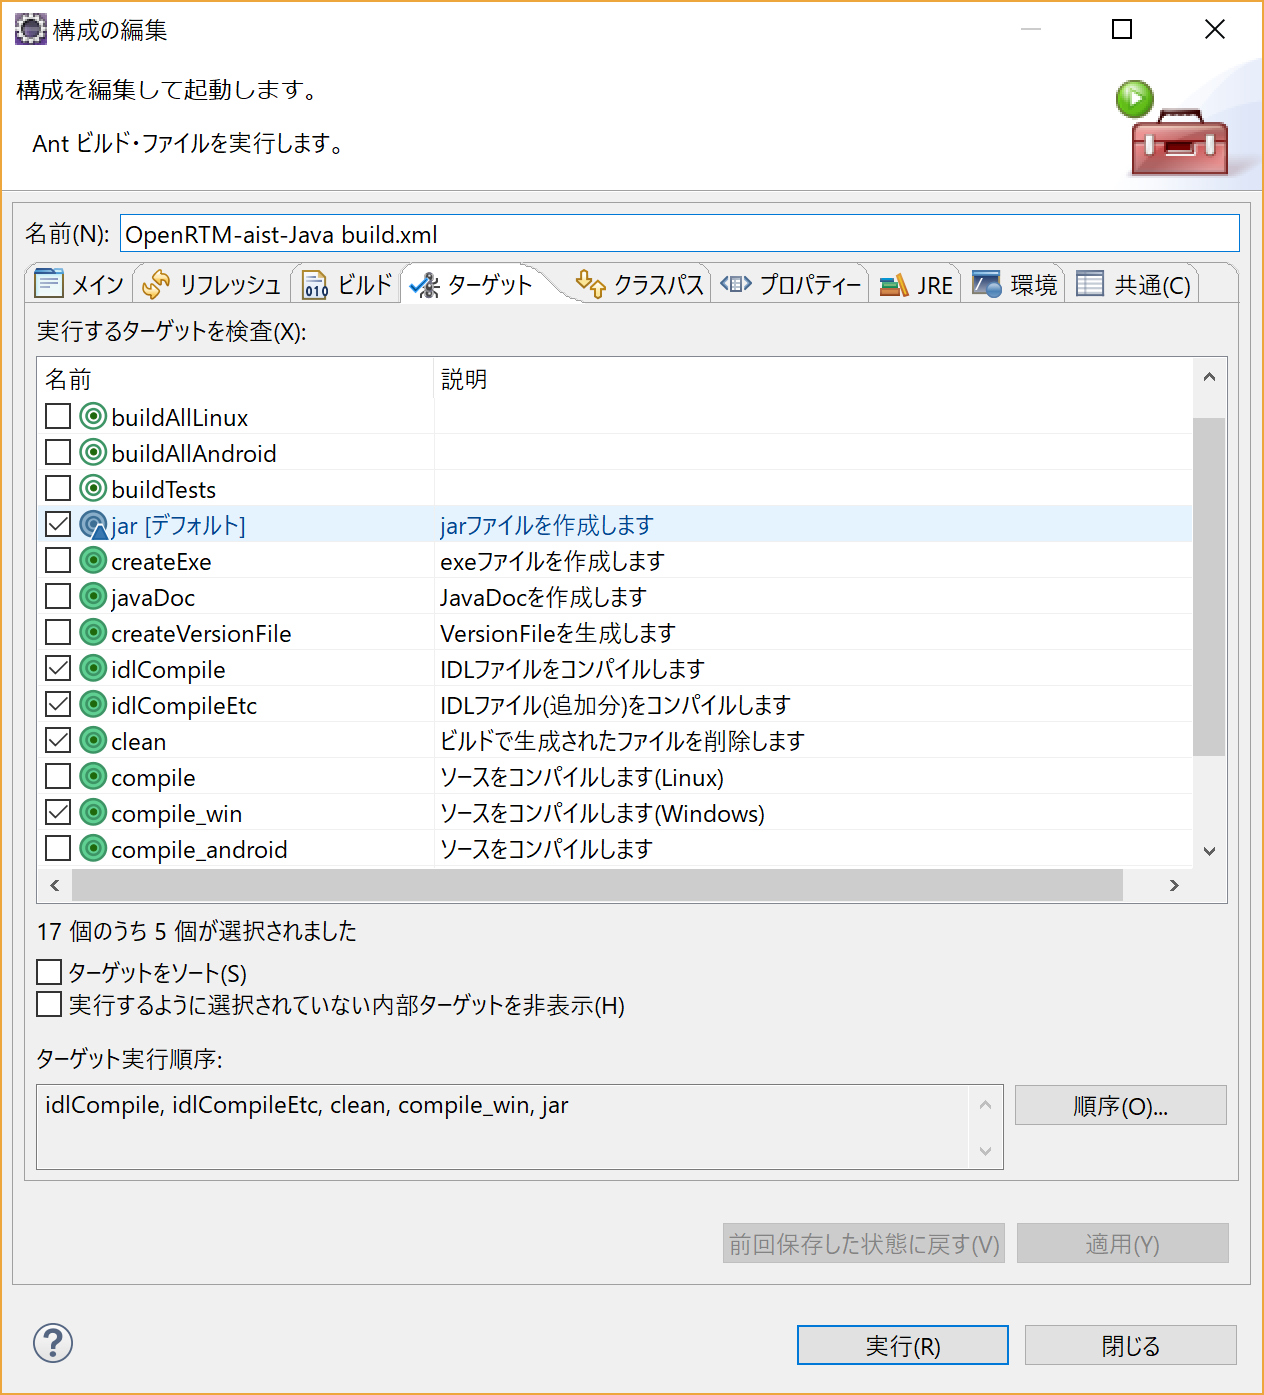 構成の編集
構成を編集して起動します。
Ant ビルド・ファイルを実行します。
名前(N): OpenRTM-aist-Java build.xml
メイン リフレッシュ ビルド ターゲット クラスパス プロパティー JRE 環境 共通(C)
実行するターゲットを検査(X):
名前 説明
buildAllLinux
buildAllAndroid
buildTests
jar [デフォルト] jarファイルを作成します
createExe exeファイルを作成します
javaDoc JavaDocを作成します
createVersionFile VersionFileを生成します
idlCompile IDLファイルをコンパイルします
idlCompileEtc IDLファイル(追加分)をコンパイルします
clean ビルドで生成されたファイルを削除します
compile ソースをコンパイルします(Linux)
compile_win ソースをコンパイルします(Windows)
compile_android ソースをコンパイルします
17 個のうち 5 個が選択されました
ターゲットをソート(S)
実行するように選択されていない内部ターゲットを非表示(H)
ターゲット実行順序:
idlCompile, idlCompileEtc, clean, compile_win, jar
順序(O)...
前回保存した状態に戻す(V) 適用(Y)
実行(R) 閉じる